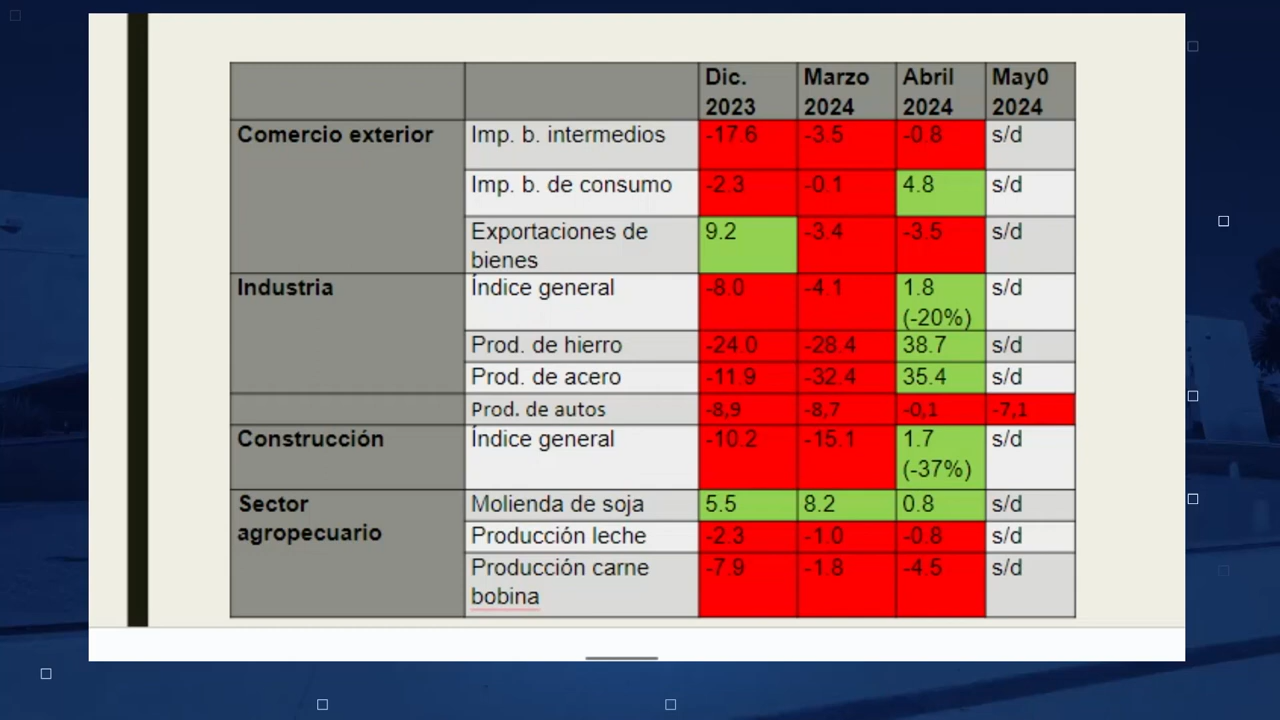 Dic. 2023 Marzo 2024 Abril 2024 May0 2024
Comercio exterior Imp. b. intermedios -17.6 -3.5 -0.8 s/d
Imp. b. de consumo -2.3 -0.1 4.8 s/d
Exportaciones de bienes 9.2 -3.4 -3.5 s/d
Industria Índice general -8.0 -4.1 1.8 (-20%) s/d
Prod. de hierro -24.0 -28.4 38.7 s/d
Prod. de acero -11.9 -32.4 35.4 s/d
Prod. de autos -8,9 -8,7 -0,1 -7,1
Construcción Índice general -10.2 -15.1 1.7 (-37%) s/d
Sector agropecuario Molienda de soja 5.5 8.2 0.8 s/d
Producción leche -2.3 -1.0 -0.8 s/d
Producción carne bobina -7.9 -1.8 -4.5 s/d